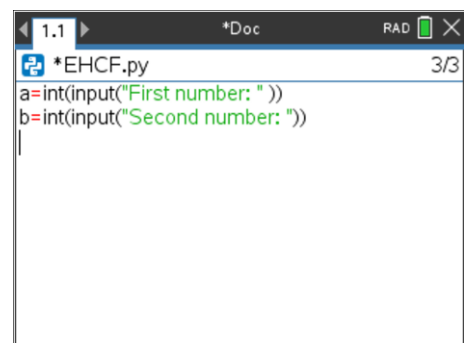 1.1 *Doc RAD
*EHCF.py 3/3
a=int(input("First number: " ))
b=int(input("Second number: "))